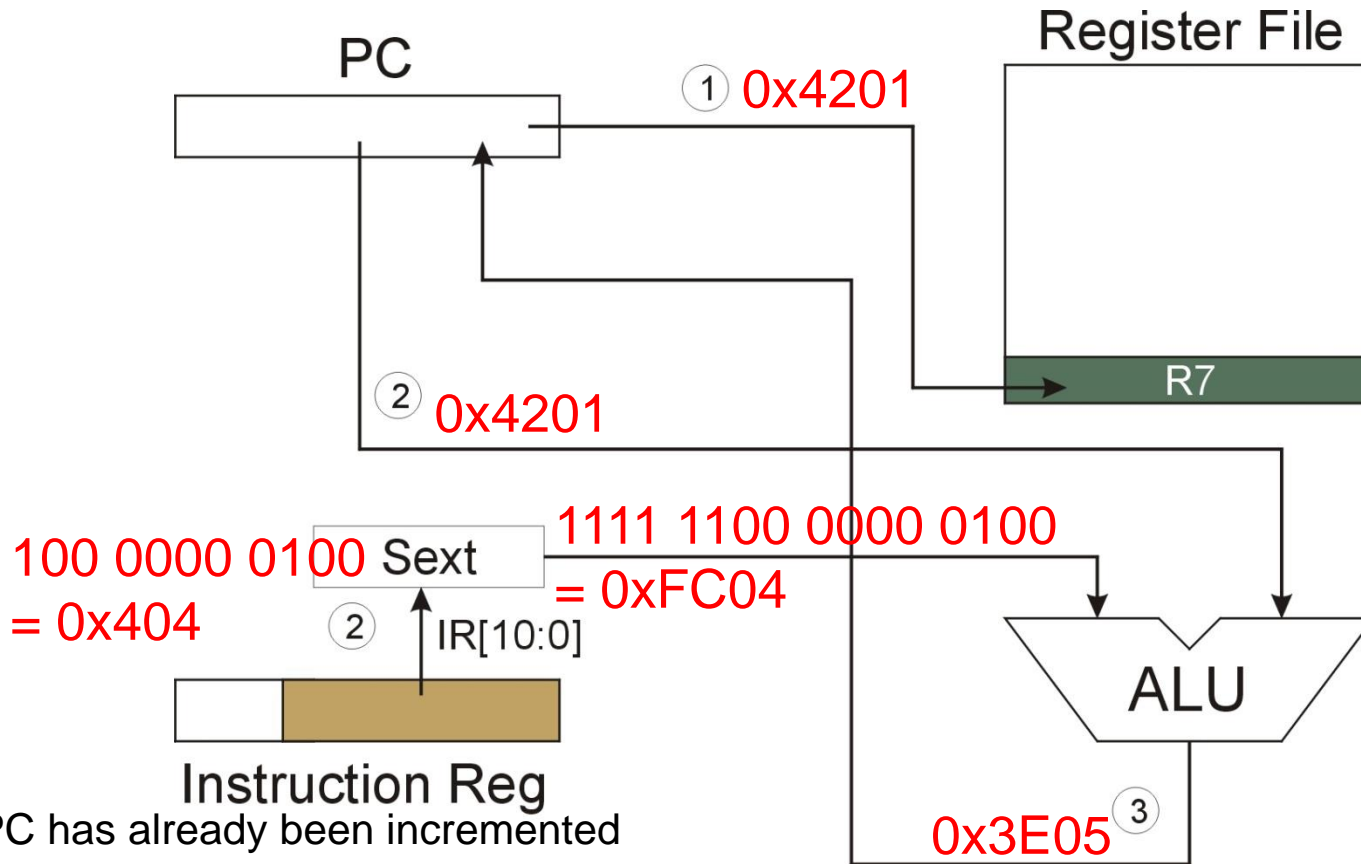 Register File
PC
1 0x4201
R7
2 0x4201
1111 1100 0000 0100
100 0000 0100 Sext
= 0xFC04
= 0x404
2 IR[10:0]
ALU
Instruction Reg
PC has already been incremented
0x3E05 3